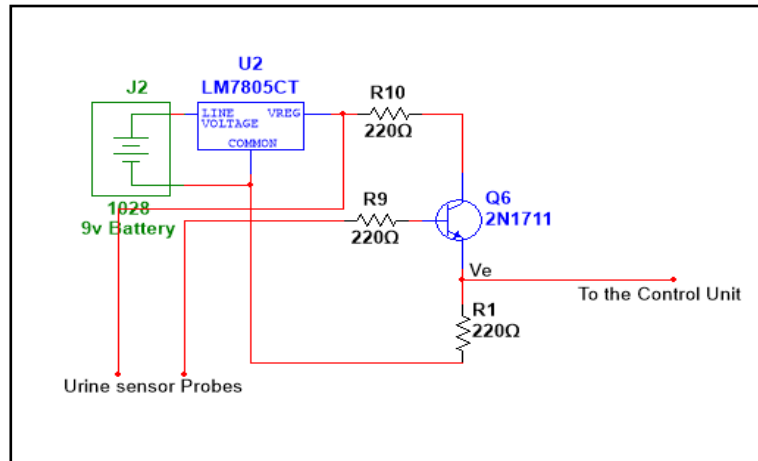 J2
U2
LM7805CT
LINE VREG
VOLTAGE
COMMON
1028
9v Battery
R10
220Ω
R9
220Ω
Q6
2N1711
Ve
To the Control Unit
R1
220Ω
Urine sensor Probes